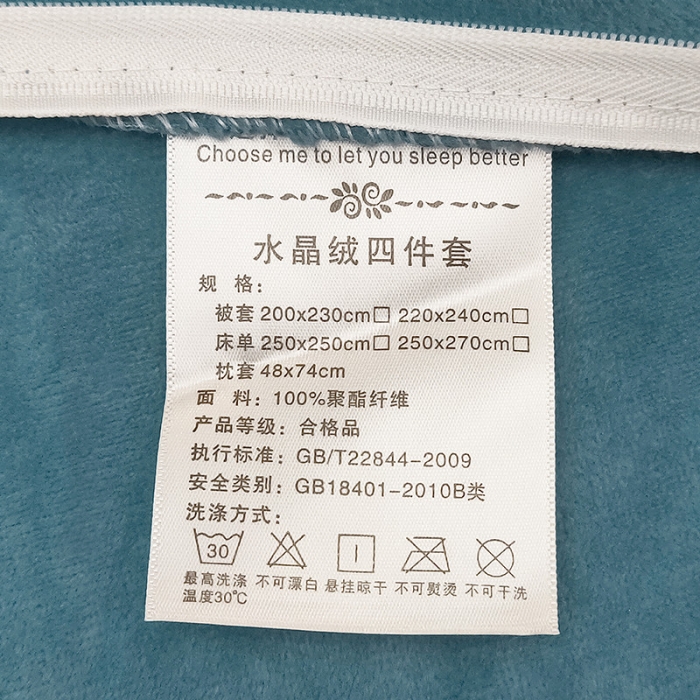 Choose me to let you sleep better
水晶绒四件套
规 格：
被套 200x230cm□ 220x240cm□
床单 250x250cm□ 250x270cm□
枕套 48x74cm
面 料：100%聚酯纤维
产品等级：合格品
执行标准：GB/T22844-2009
安全类别：GB18401-2010B类
洗涤方式：
30
最高洗涤 不可漂白 悬挂晾干 不可熨烫 不可干洗
温度30℃